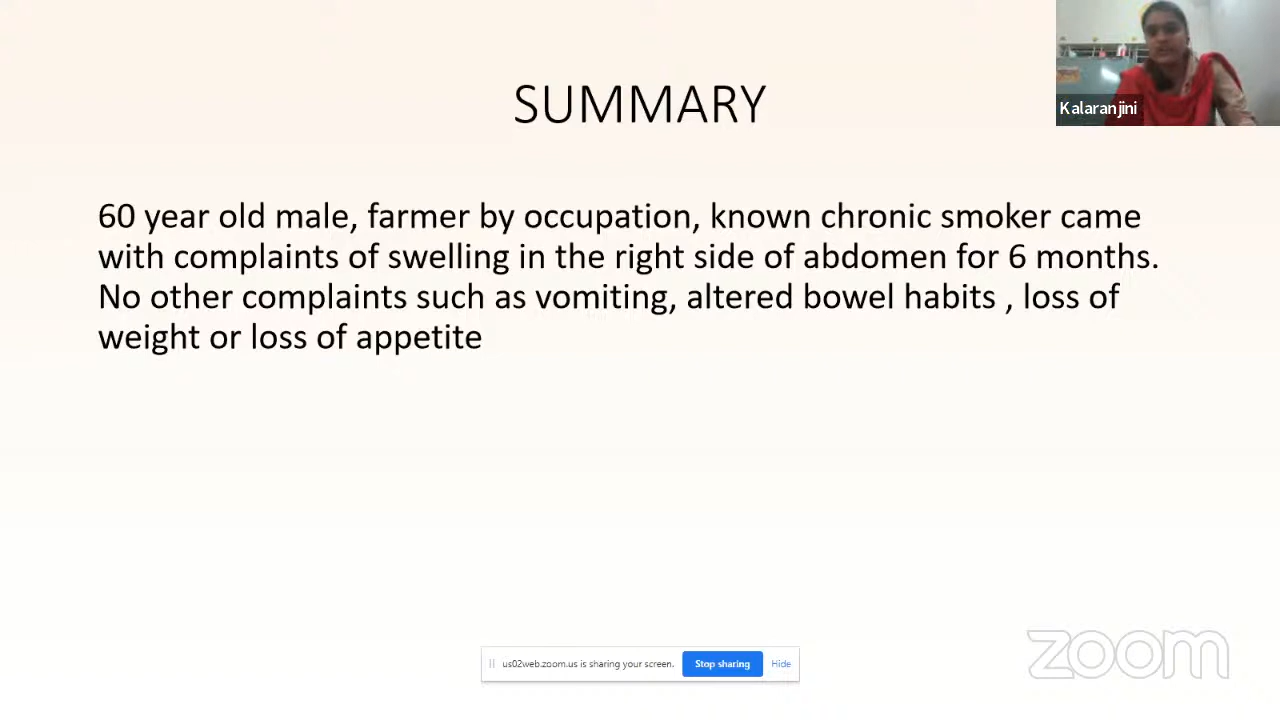 Kalaranjini
SUMMARY
60 year old male, farmer by occupation, known chronic smoker came
with complaints of swelling in the right side of abdomen for 6 months.
No other complaints such as vomiting, altered bowel habits , loss of
weight or loss of appetite
us02web.zoom.us is sharing your screen. Stop sharing Hide
zoom